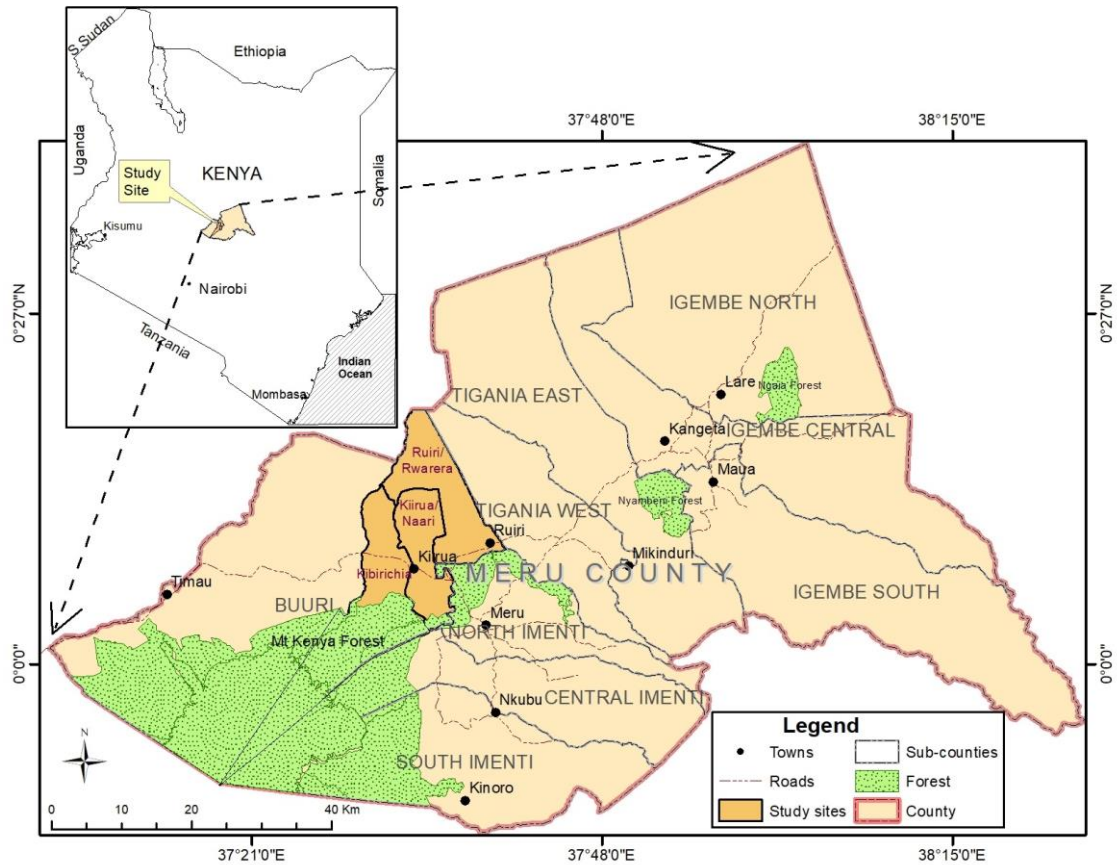 S.Sudan
Ethiopia
Uganda
KENYA
Somalia
Study
Site
Kisumu
Nairobi
Tanzania
Indian
Ocean
Mombasa
37°48'0"E
38°15'0"E
0°27'0"N
0°27'0"N
IGEMBE NORTH
Lare
Ngaia Forest
TIGANIA EAST
Kangeta
IGEMBE CENTRAL
Ruiri/
Rwarera
Maua
Kiirua/
Naari
Nyambeni Forest
TIGANIA WEST
Ruiri
Kiirua
Mikinduri
Kibirichia
MERU COUNTY
Timau
IGEMBE SOUTH
BUURI
Meru
NORTH IMENTI
Mt Kenya Forest
0°0'0"
0°0'0"
Nkubu
CENTRAL IMENTI
SOUTH IMENTI
Kinoro
N
0 10 20 40 Km
Legend
Towns
Sub-counties
Roads
Forest
Study sites
County
37°21'0"E
37°48'0"E
38°15'0"E